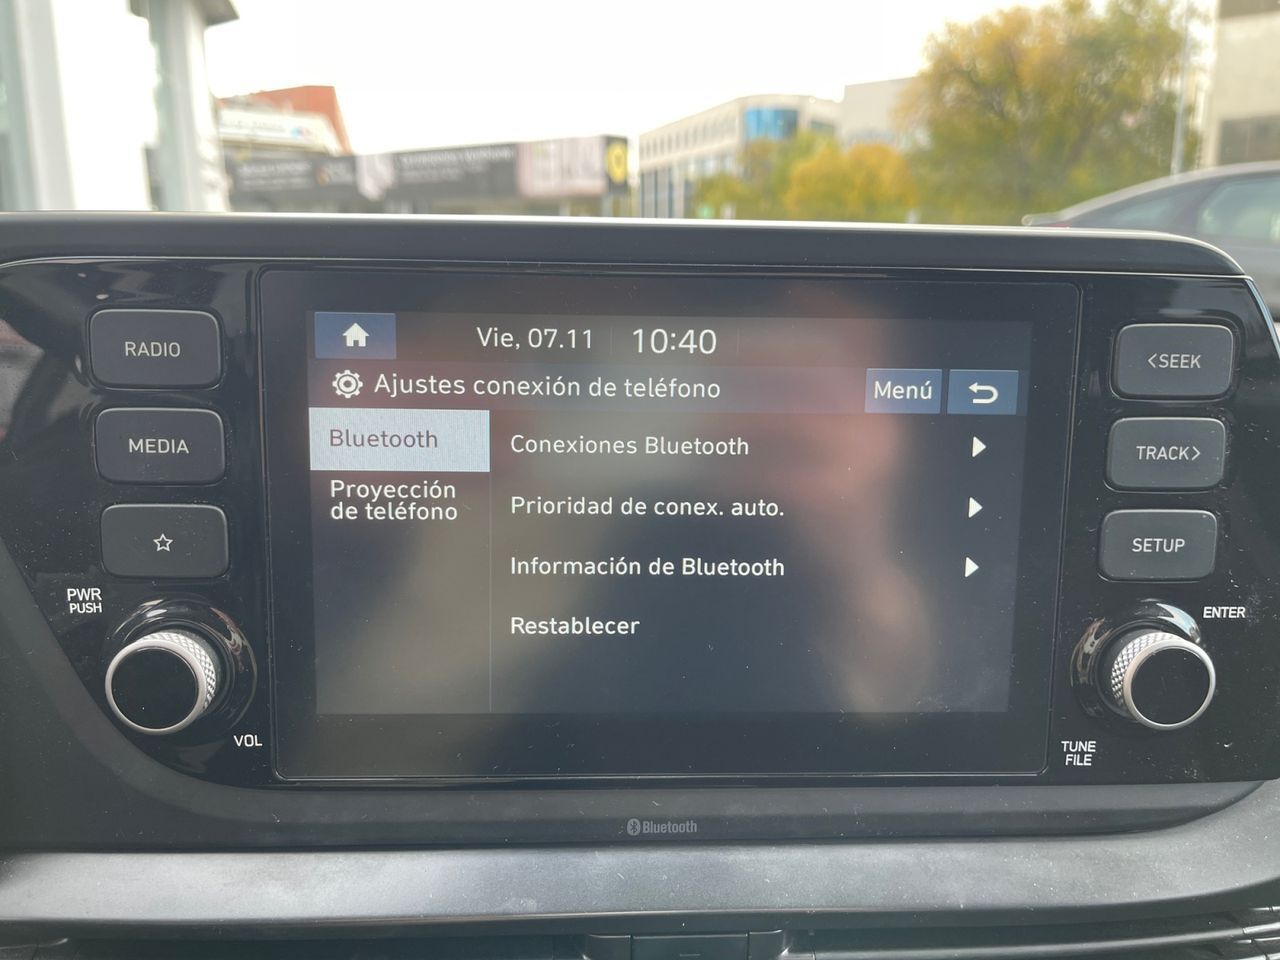 RADIO
MEDIA
PWR
PUSH
VOL
Vie, 07.11
10:40
Ajustes conexión de teléfono
Menú
Bluetooth
Proyección
de teléfono
Conexiones Bluetooth
Prioridad de conex. auto.
Información de Bluetooth
Restablecer
<SEEK
TRACK>
SETUP
ENTER
TUNE
FILE
Bluetooth